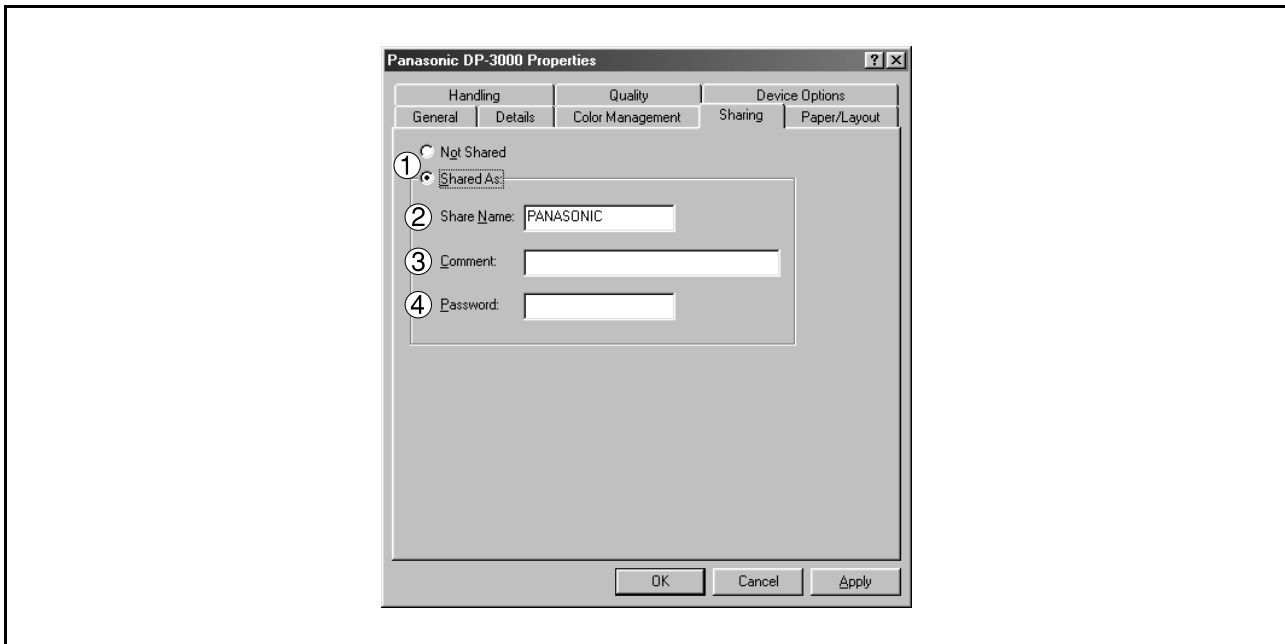 Panasonic DP-3000 Properties
Handling Quality Device Options
General Details Color Management Sharing Paper/Layout
① Not Shared
Shared As:
② Share Name: PANASONIC
③ Comment:
④ Password:
OK Cancel Apply